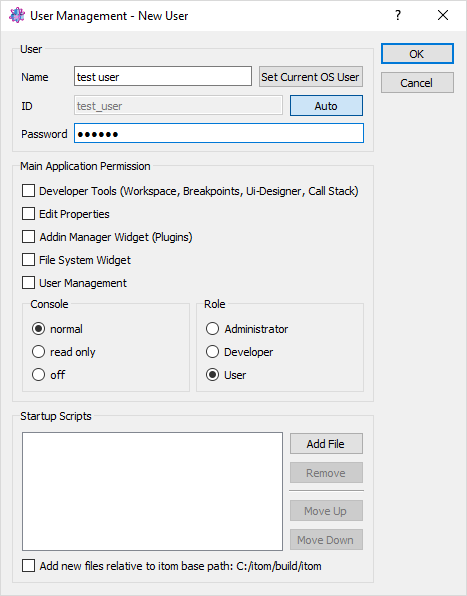 User Management - New User
?
OK
Cancel
User
Name test user Set Current OS User
ID test_user Auto
Password ●●●●●●
Main Application Permission
Developer Tools (Workspace, Breakpoints, Ui-Designer, Call Stack)
Edit Properties
Addin Manager Widget (Plugins)
File System Widget
User Management
Console
normal
read only
off
Role
Administrator
Developer
User
Startup Scripts
Add File
Remove
Move Up
Move Down
Add new files relative to itom base path: C:/itom/build/itom